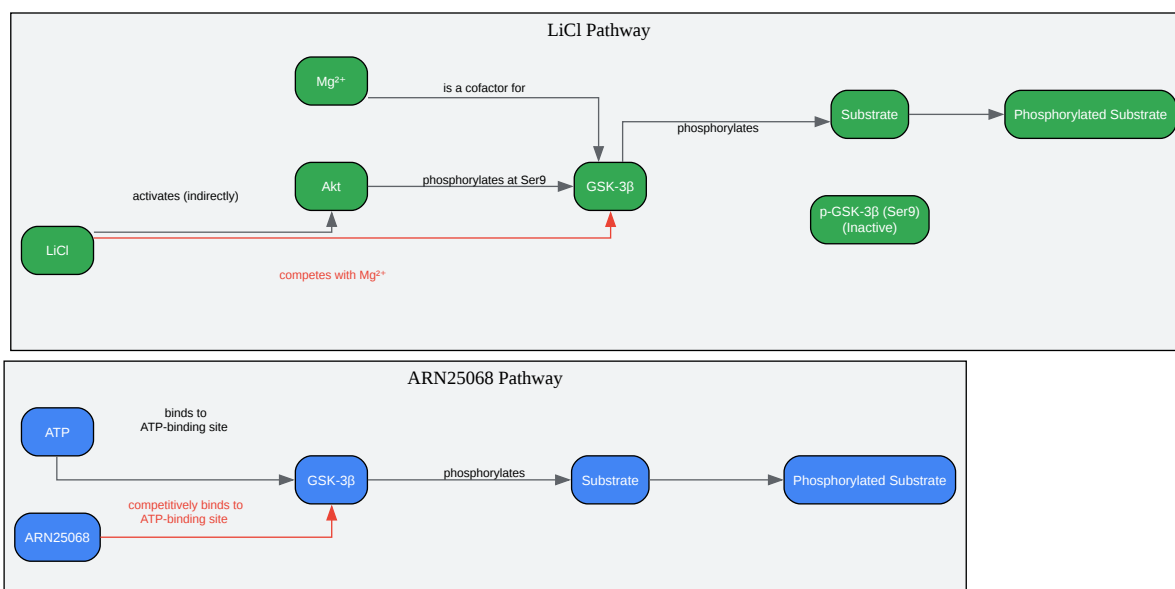 LiCl Pathway
Mg²⁺
is a cofactor for
Substrate
Phosphorylated Substrate
phosphorylates
Akt
phosphorylates at Ser9
GSK-3β
activates (indirectly)
p-GSK-3β (Ser9)
(Inactive)
LiCl
competes with Mg²⁺
ARN25068 Pathway
ATP
binds to
ATP-binding site
GSK-3β
phosphorylates
Substrate
Phosphorylated Substrate
competitively binds to
ATP-binding site
ARN25068